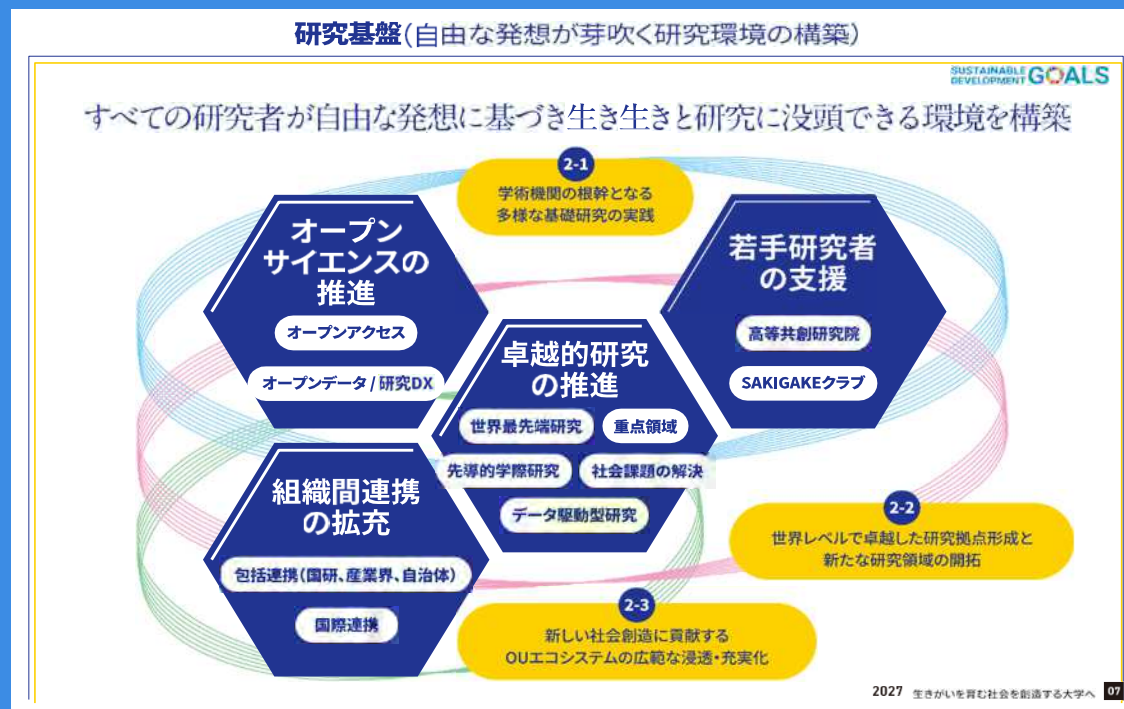 研究基盤(自由な発想が芽吹く研究環境の構築)
SUSTAINABLE
DEVELOPMENT GOALS
すべての研究者が自由な発想に基づき生き生きと研究に没頭できる環境を構築
2-1
学術機関の根幹となる
多様な基礎研究の実践
オープン
サイエンスの
推進
オープンアクセス
オープンデータ / 研究DX
若手研究者
の支援
高等共創研究院
SAKIGAKEクラブ
卓越的研究
の推進
世界最先端研究
重点領域
先導的学際研究
社会課題の解決
データ駆動型研究
組織間連携
の拡充
包括連携(国研、産業界、自治体)
国際連携
2-2
世界レベルで卓越した研究拠点形成と
新たな研究領域の開拓
2-3
新しい社会創造に貢献する
OUエコシステムの広範な浸透・充実化
2027 生きがいを育む社会を創造する大学へ 07